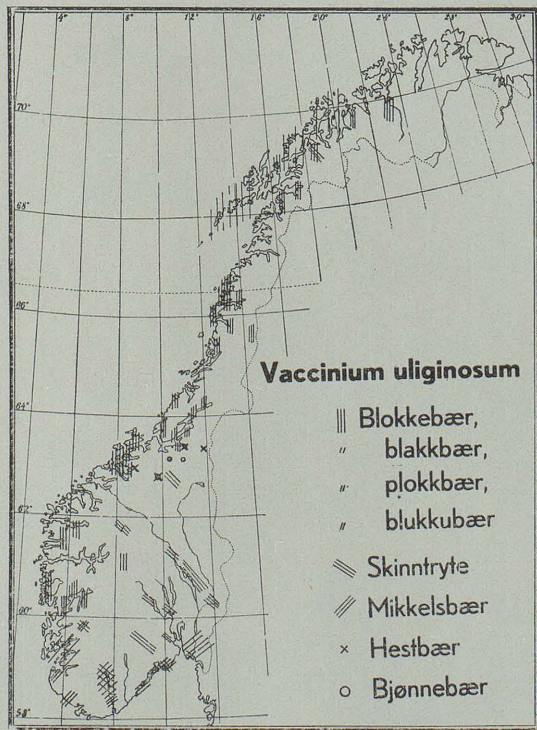 4° 8° 12° 16° 20° 24° 28° 30°
70°
68°
66°
64°
62°
60°
58°
Vaccinium uliginosum
Blokkebær,
〃 blakkbær,
〃 plokkbær,
〃 blukkubær
Skinntryte
Mikkelsbær
× Hestbær
o Bjønnebær